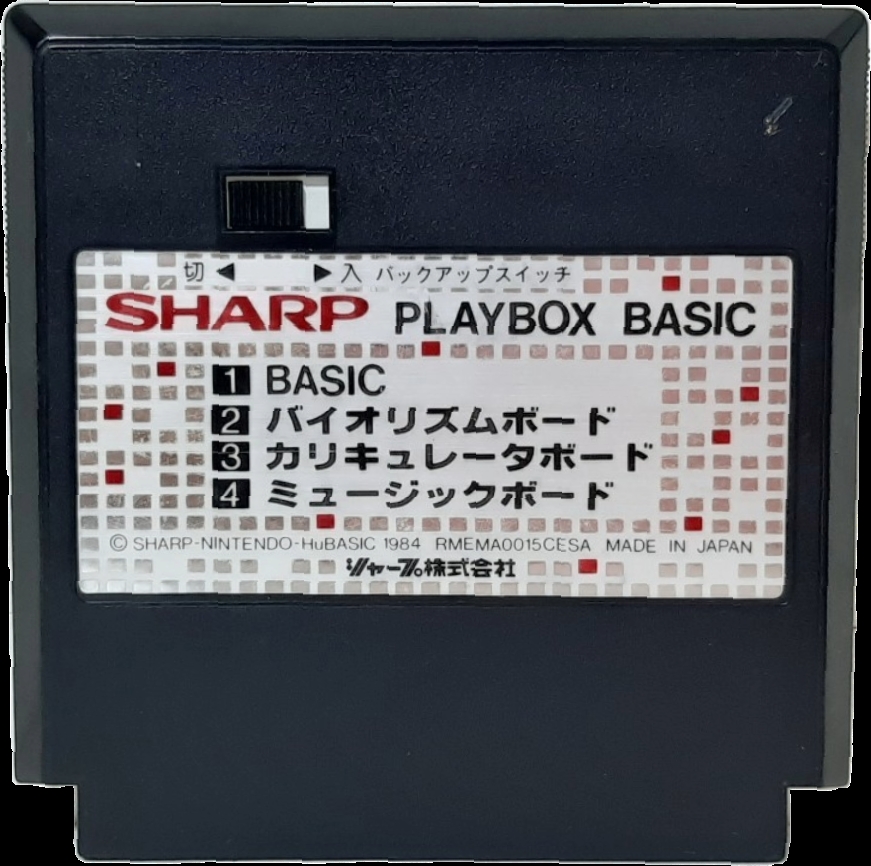 切 ◀ ▶ 入 バックアップスイッチ
SHARP PLAYBOX BASIC
1 BASIC
2 バイオリズムボード
3 カリキュレータボード
4 ミュージックボード
© SHARP-NINTENDO-HuBASIC 1984 RMEMA0015CESA MADE IN JAPAN
シャープ株式会社